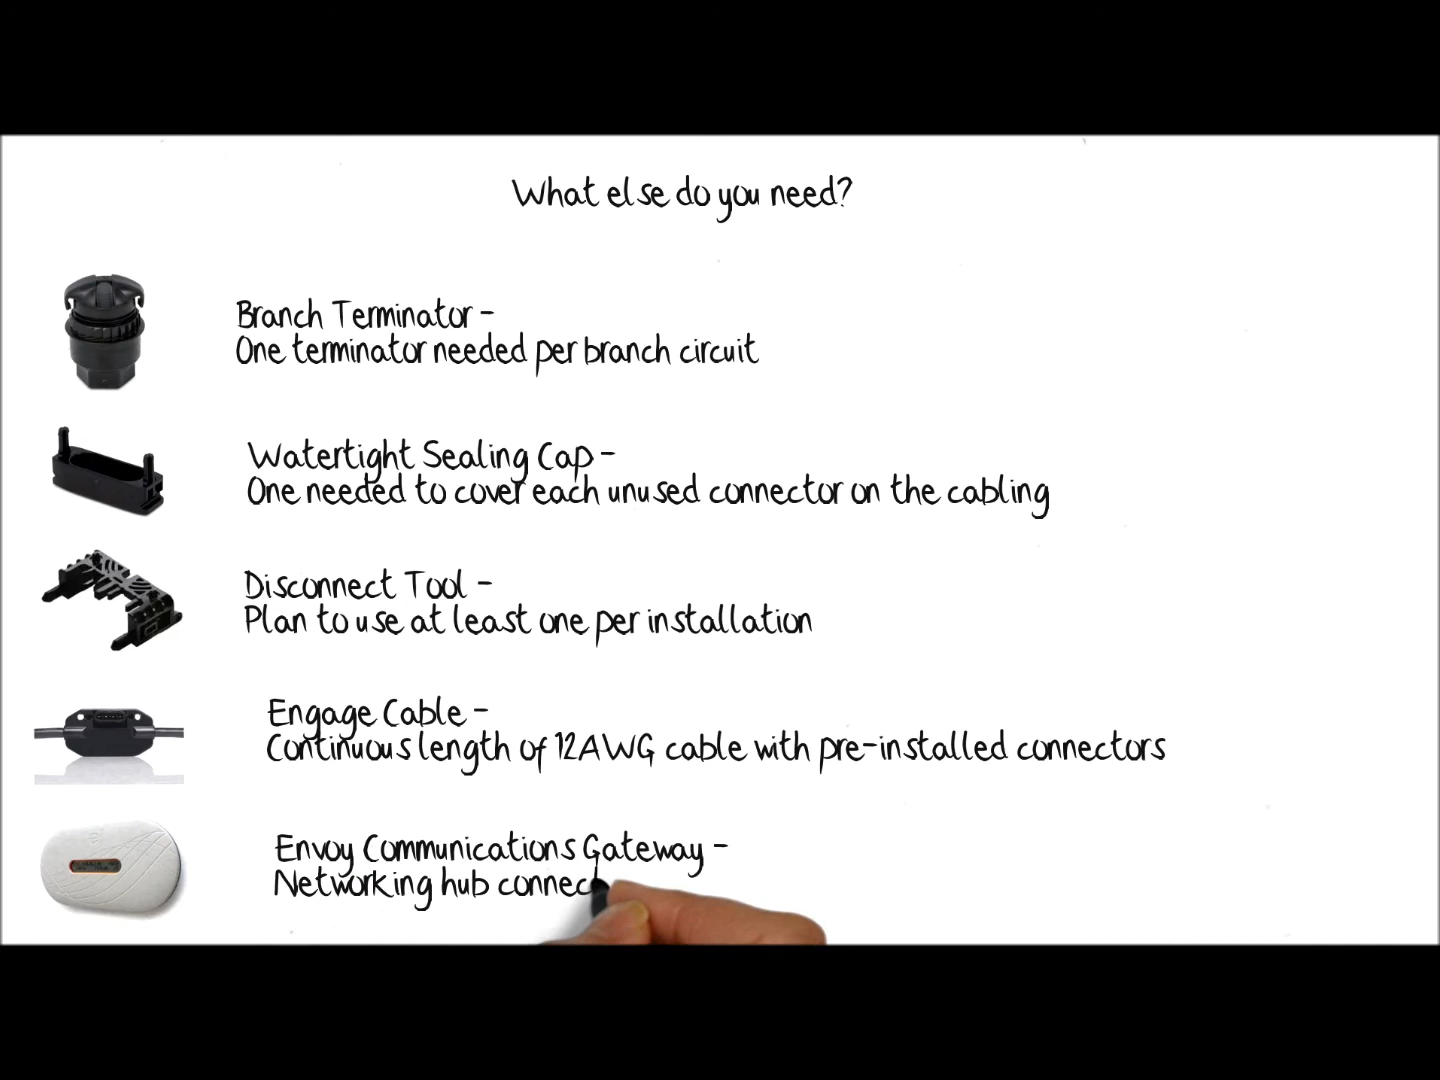 What else do you need?
Branch Terminator -
One terminator needed per branch circuit
Watertight Sealing Cap -
One needed to cover each unused connector on the cabling
Disconnect Tool -
Plan to use at least one per installation
Engage Cable -
Continuous length of 12AWG cable with pre-installed connectors
Envoy Communications Gateway -
Networking hub connec